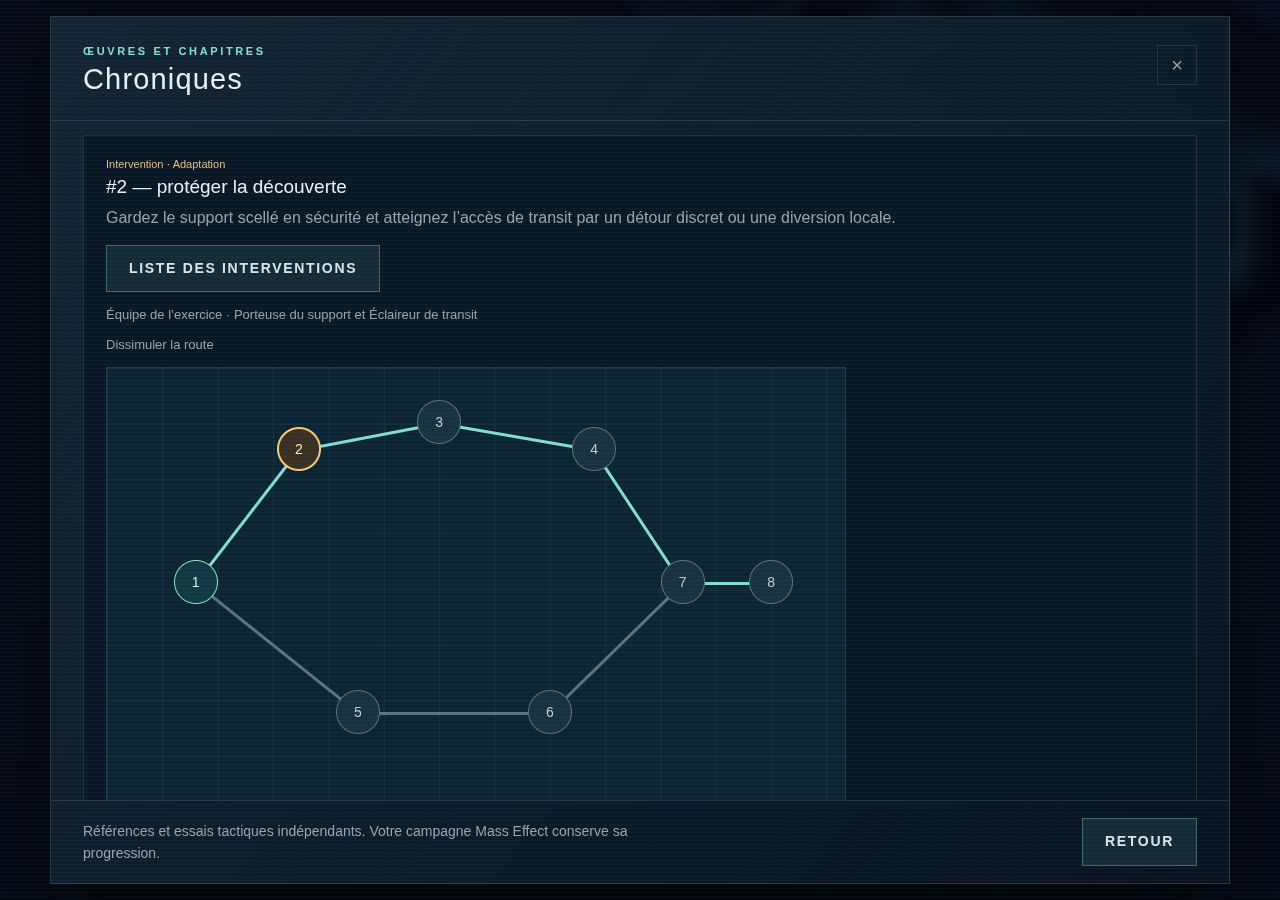 ŒUVRES ET CHAPITRES
Chroniques
×
Intervention · Adaptation
#2 — protéger la découverte
Gardez le support scellé en sécurité et atteignez l’accès de transit par un détour discret ou une diversion locale.
LISTE DES INTERVENTIONS
Équipe de l’exercice · Porteuse du support et Éclaireur de transit
Dissimuler la route
3
2
4
1
7
8
5
6
Références et essais tactiques indépendants. Votre campagne Mass Effect conserve sa
progression.
RETOUR